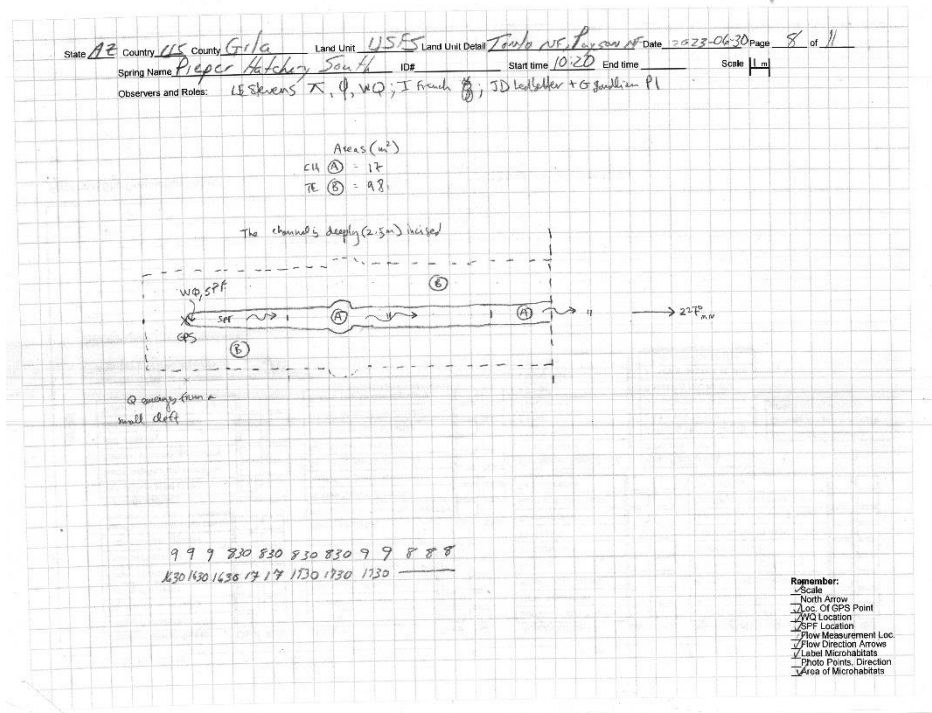 State AZ Country US County Gila Land Unit USFS Land Unit Detail Tonto NF, Payson Date 2023-06-30 Page 8 of 11
Spring Name Pieper Hatchery South ID# Start time 10:20 End time Scale 1 m
Observers and Roles: LE Stevens WQ; I French ; JD Ledbetter + G
Areas (m²)
CH A = 17
TE B = 98
The channel is deeply (2.5m) incised
B
WQ, SPF
SPF A A
GPS
B
Q emerges from a
small cleft
9 9 9 830 830 830 830 9 9 8 8 8
1630 1630 1630 17 17 1730 1730 1730
Remember:
Scale
North Arrow
Loc. Of GPS Point
WQ Location
SPF Location
Flow Measurement Loc.
Flow Direction Arrows
Label Microhabitats
Photo Points, Direction
Area of Microhabitats